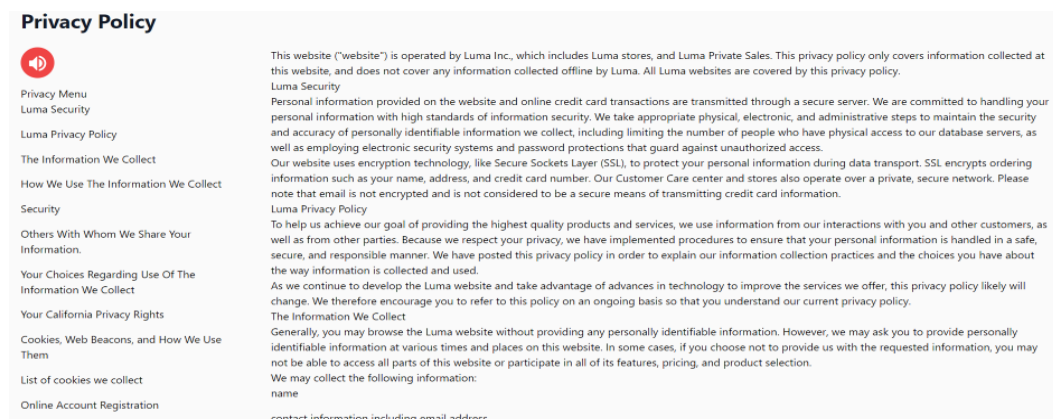 Privacy Policy
Privacy Menu
Luma Security
Luma Privacy Policy
The Information We Collect
How We Use The Information We Collect
Security
Others With Whom We Share Your
Information.
Your Choices Regarding Use Of The
Information We Collect
Your California Privacy Rights
Cookies, Web Beacons, and How We Use
Them
List of cookies we collect
Online Account Registration
This website ("website") is operated by Luma Inc., which includes Luma stores, and Luma Private Sales. This privacy policy only covers information collected at
this website, and does not cover any information collected offline by Luma. All Luma websites are covered by this privacy policy.
Luma Security
Personal information provided on the website and online credit card transactions are transmitted through a secure server. We are committed to handling your
personal information with high standards of information security. We take appropriate physical, electronic, and administrative steps to maintain the security
and accuracy of personally identifiable information we collect, including limiting the number of people who have physical access to our database servers, as
well as employing electronic security systems and password protections that guard against unauthorized access.
Our website uses encryption technology, like Secure Sockets Layer (SSL), to protect your personal information during data transport. SSL encrypts ordering
information such as your name, address, and credit card number. Our Customer Care center and stores also operate over a private, secure network. Please
note that email is not encrypted and is not considered to be a secure means of transmitting credit card information.
Luma Privacy Policy
To help us achieve our goal of providing the highest quality products and services, we use information from our interactions with you and other customers, as
well as from other parties. Because we respect your privacy, we have implemented procedures to ensure that your personal information is handled in a safe,
secure, and responsible manner. We have posted this privacy policy in order to explain our information collection practices and the choices you have about
the way information is collected and used.
As we continue to develop the Luma website and take advantage of advances in technology to improve the services we offer, this privacy policy likely will
change. We therefore encourage you to refer to this policy on an ongoing basis so that you understand our current privacy policy.
The Information We Collect
Generally, you may browse the Luma website without providing any personally identifiable information. However, we may ask you to provide personally
identifiable information at various times and places on this website. In some cases, if you choose not to provide us with the requested information, you may
not be able to access all parts of this website or participate in all of its features, pricing, and product selection.
We may collect the following information:
name
contact information including email address